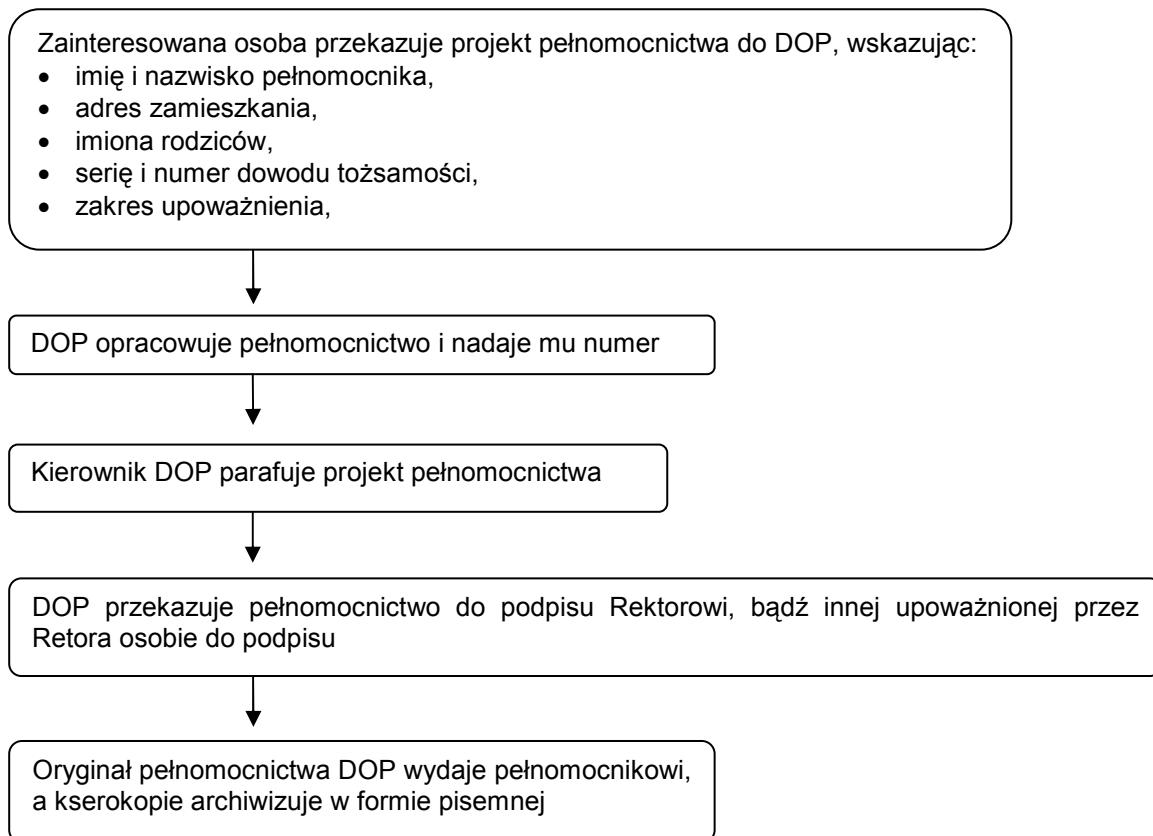 Zainteresowana osoba przekazuje projekt pełnomocnictwa do DOP, wskazując:
• imię i nazwisko pełnomocnika,
• adres zamieszkania,
• imiona rodziców,
• serię i numer dowodu tożsamości,
• zakres upoważnienia,
DOP opracowuje pełnomocnictwo i nadaje mu numer
Kierownik DOP parafuje projekt pełnomocnictwa
DOP przekazuje pełnomocnictwo do podpisu Rektorowi, bądź innej upoważnionej przez
Retora osobie do podpisu
Oryginał pełnomocnictwa DOP wydaje pełnomocnikowi,
a kserokopie archiwizuje w formie pisemnej